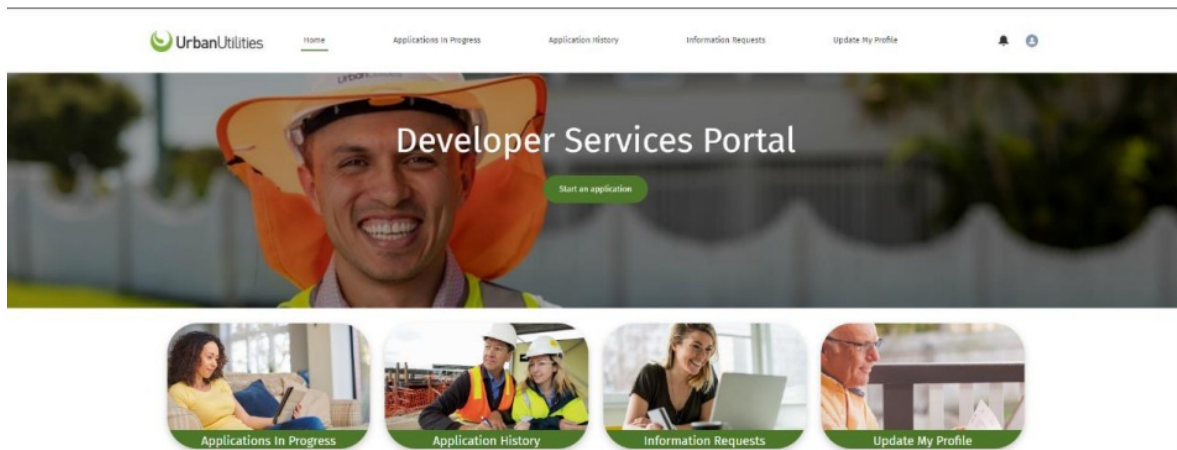 UrbanUtilities
Home
Applications In Progress
Application History
Information Requests
Update My Profile
Urban
Developer Services Portal
Start an application
Applications In Progress
Application History
Information Requests
Update My Profile